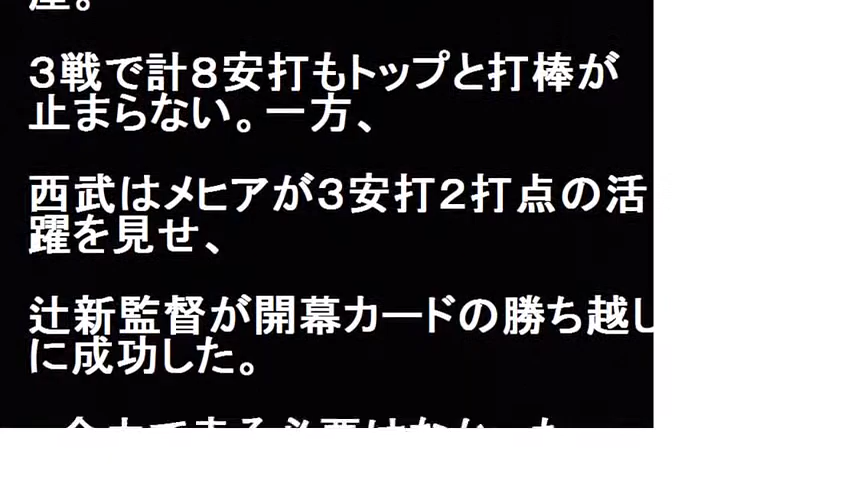 ３戦で計８安打もトップと打棒が
止まらない。一方、
西武はメヒアが３安打２打点の活
躍を見せ、
辻新監督が開幕カードの勝ち越し
に成功した。